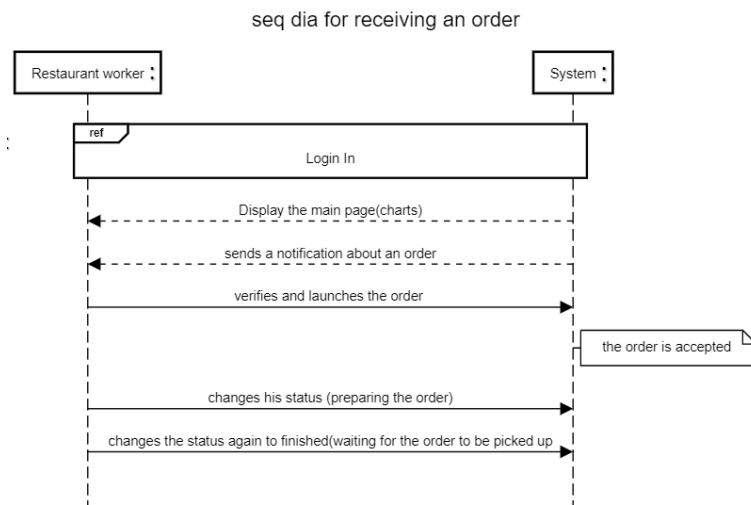 seq dia for receiving an order
Restaurant worker :
System :
ref
:
Login In
Display the main page(charts)
sends a notification about an order
verifies and launches the order
the order is accepted
changes his status (preparing the order)
changes the status again to finished(waiting for the order to be picked up